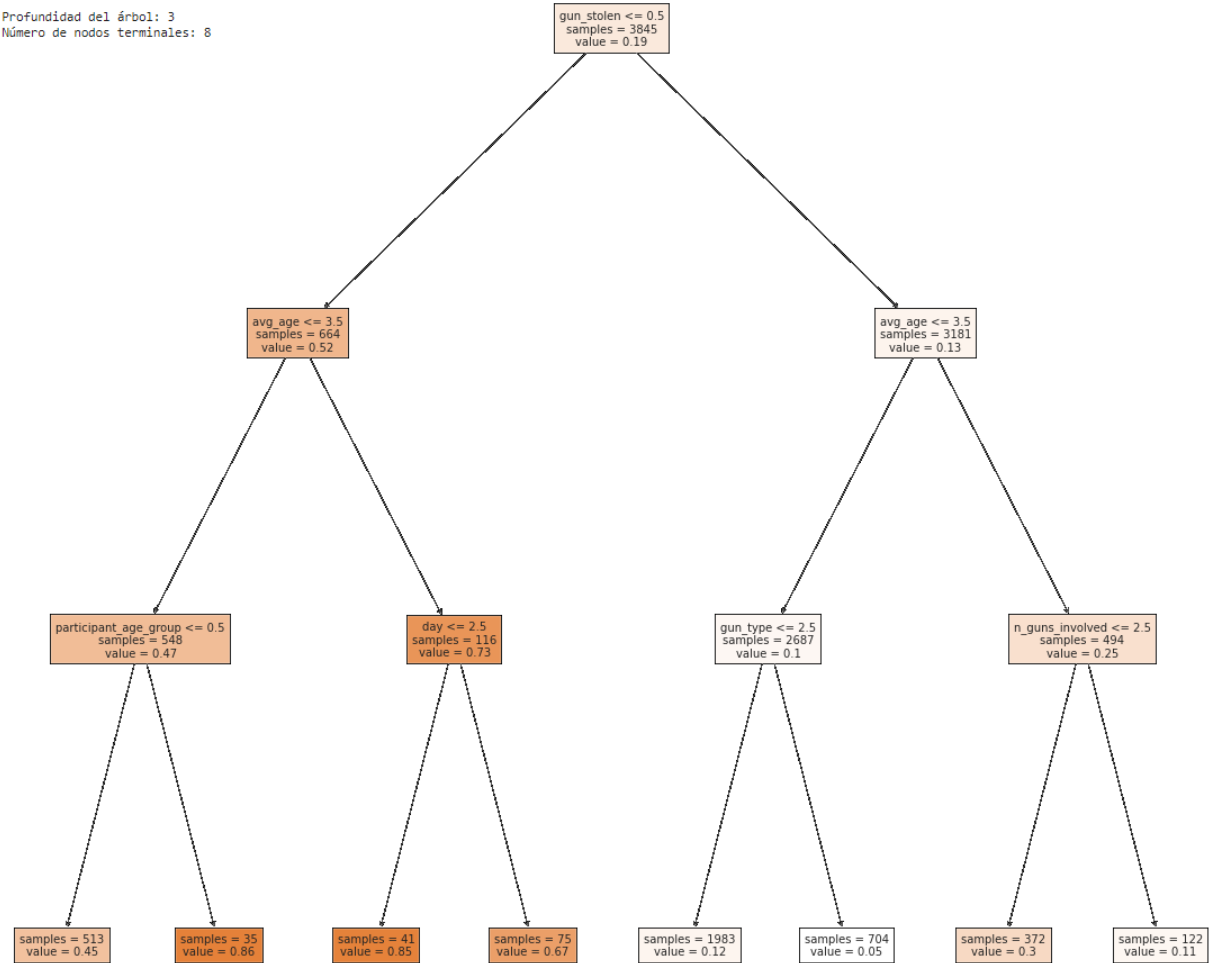 Profundidad del árbol: 3
Número de nodos terminales: 8
gun_stolen <= 0.5
samples = 3845
value = 0.19
avg_age <= 3.5
samples = 664
value = 0.52
avg_age <= 3.5
samples = 3181
value = 0.13
participant_age_group <= 0.5
samples = 548
value = 0.47
day <= 2.5
samples = 116
value = 0.73
gun_type <= 2.5
samples = 2687
value = 0.1
n_guns_involved <= 2.5
samples = 494
value = 0.25
samples = 513
value = 0.45
samples = 35
value = 0.86
samples = 41
value = 0.85
samples = 75
value = 0.67
samples = 1983
value = 0.12
samples = 704
value = 0.05
samples = 372
value = 0.3
samples = 122
value = 0.11